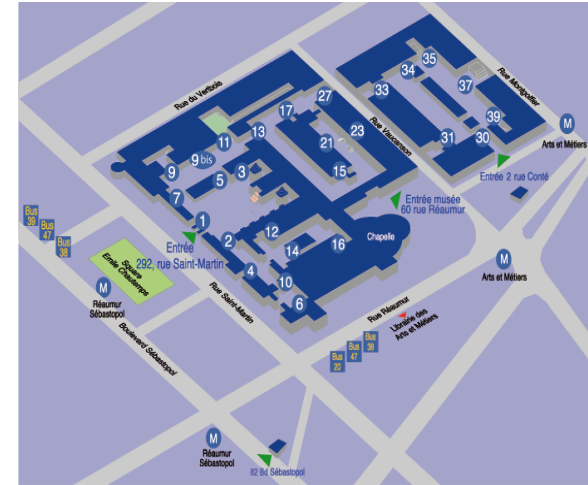 Rue du Vertbois
Rue Montgolfier
Rue Vaucanson
35
34
37
33
27
17
39
M
Arts et Métiers
13
23
31
30
11
21
9 bis
9
3
15
Entrée 2 rue Conté
5
7
Entrée musée
60 rue Réaumur
1
Bus
39
Bus
47
Bus
38
2
12
Chapelle
Entrée
292, rue Saint-Martin
14
16
M
Arts et Métiers
Square
Emile Chautemps
4
10
6
M
Réaumur
Sébastopol
Rue Saint-Martin
Rue Réaumur
Librairie des
Arts et Métiers
Boulevard Sébastopol
Bus
20
Bus
47
Bus
38
M
Réaumur
Sébastopol
82 Bd Sébastopol